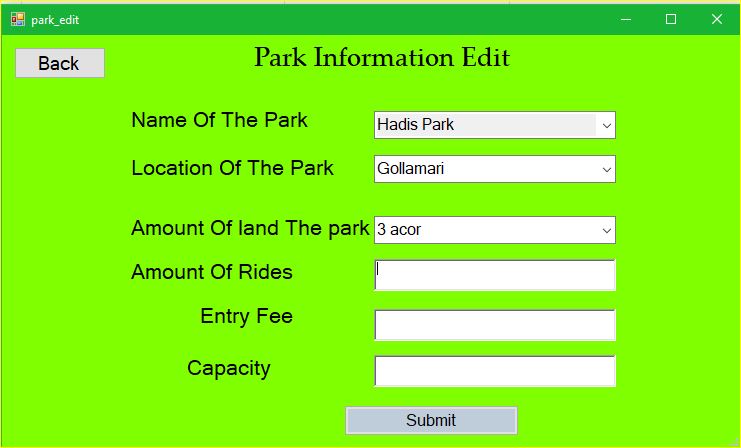 park_edit
Back
Park Information Edit
Name Of The Park
Hadis Park
Location Of The Park
Gollamari
Amount Of land The park
3 acor
Amount Of Rides
Entry Fee
Capacity
Submit